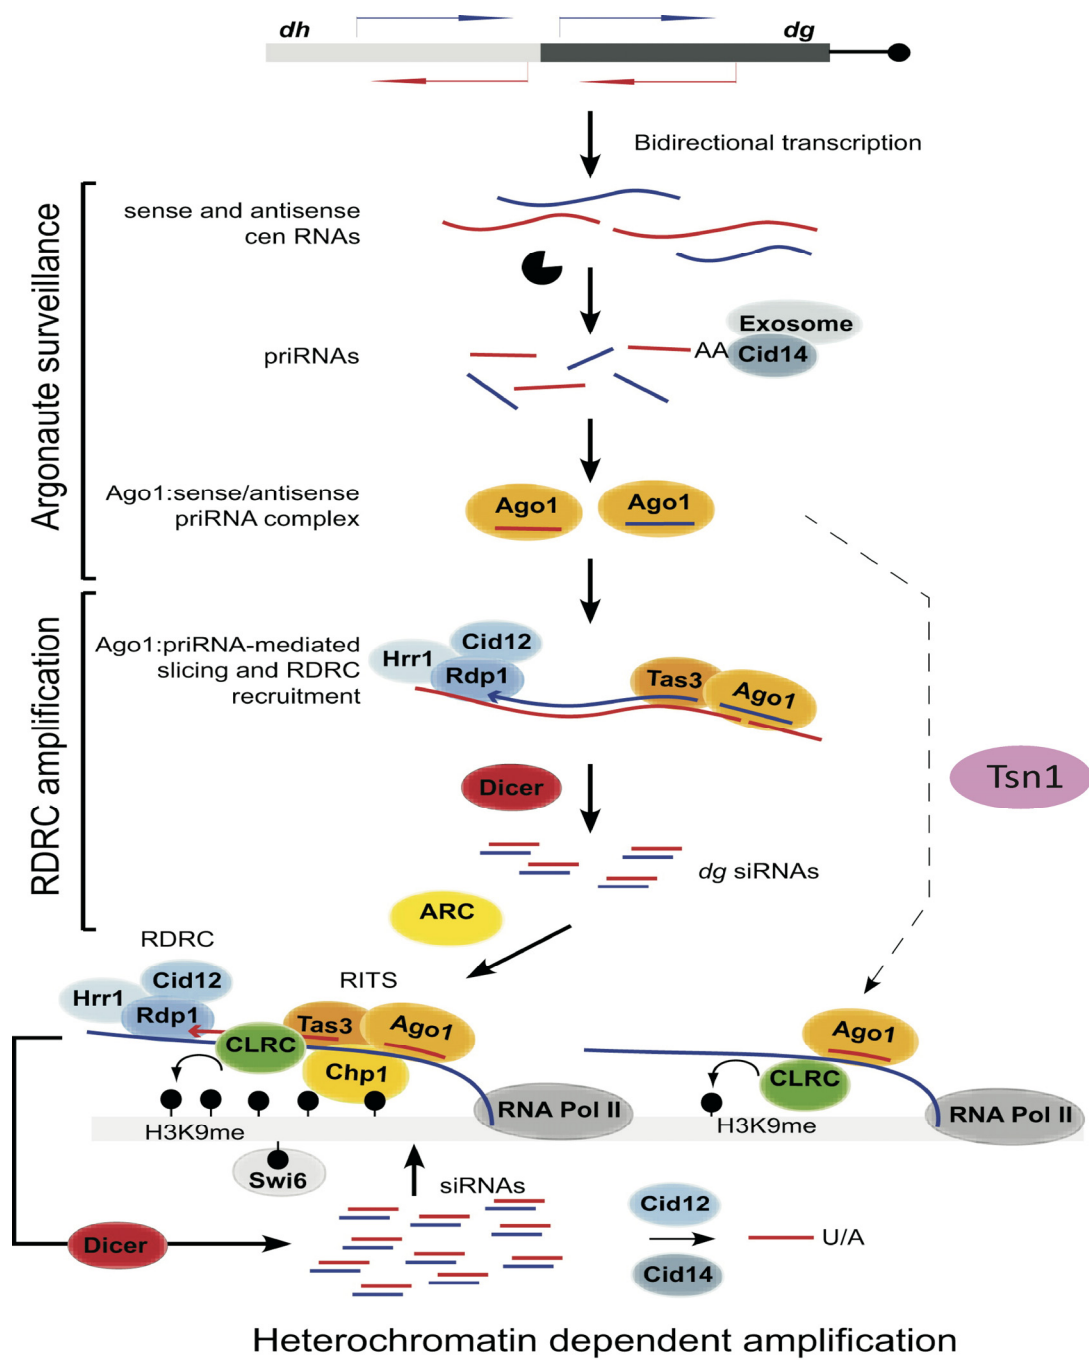 dh
dg
Bidirectional transcription
Argonaute surveillance
sense and antisense
cen RNAs
priRNAs
AA
Exosome
Cid14
Ago1:sense/antisense
priRNA complex
Ago1
Ago1
RDRC amplification
Ago1:priRNA-mediated
slicing and RDRC
recruitment
Hrr1
Cid12
Rdp1
Tas3
Ago1
Tsn1
Dicer
dg siRNAs
ARC
RDRC
Hrr1
Cid12
Rdp1
RITS
CLRC
Tas3
Ago1
Chp1
RNA Pol II
H3K9me
Swi6
Ago1
CLRC
RNA Pol II
H3K9me
siRNAs
Dicer
Cid12
Cid14
U/A
Heterochromatin dependent amplification